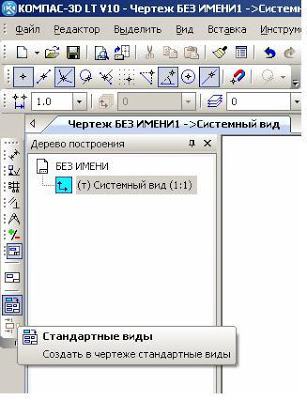 КОМПАС-3D LT V10 - Чертеж БЕЗ ИМЕНИ1 ->Системн
Файл Редактор Выделить Вид Вставка Инструм
1.0 0 0
Чертеж БЕЗ ИМЕНИ1 ->Системный вид
Дерево построения
БЕЗ ИМЕНИ
(т) Системный вид (1:1)
Стандартные виды
Создать в чертеже стандартные виды